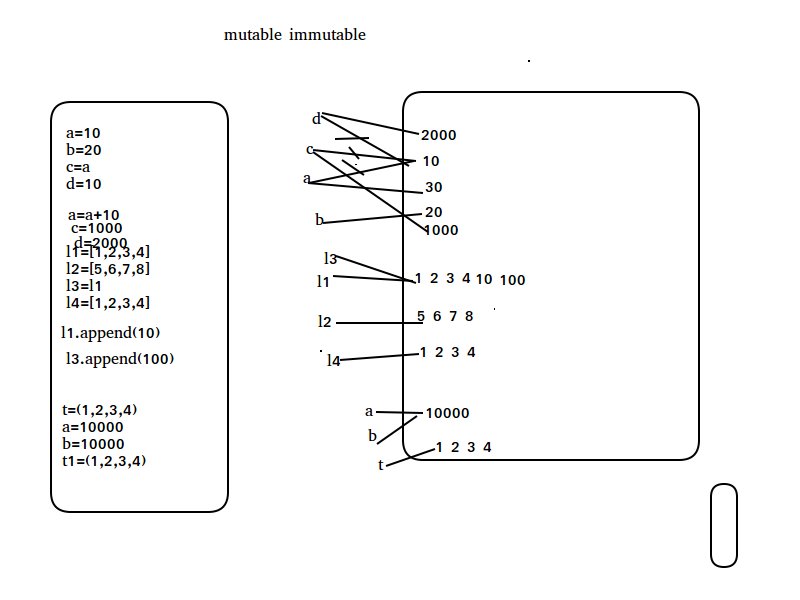 mutable immutable
a=10
b=20
c=a
d=10
a=a+10
c=1000
d=2000
l1=[1,2,3,4]
l2=[5,6,7,8]
l3=l1
l4=[1,2,3,4]
l1.append(10)
l3.append(100)
t=(1,2,3,4)
a=10000
b=10000
t1=(1,2,3,4)
d
2000
c
10
a
30
b
20
1000
l3
l1
1 2 3 4 10 100
l2
5 6 7 8
l4
1 2 3 4
a
10000
b
t
1 2 3 4